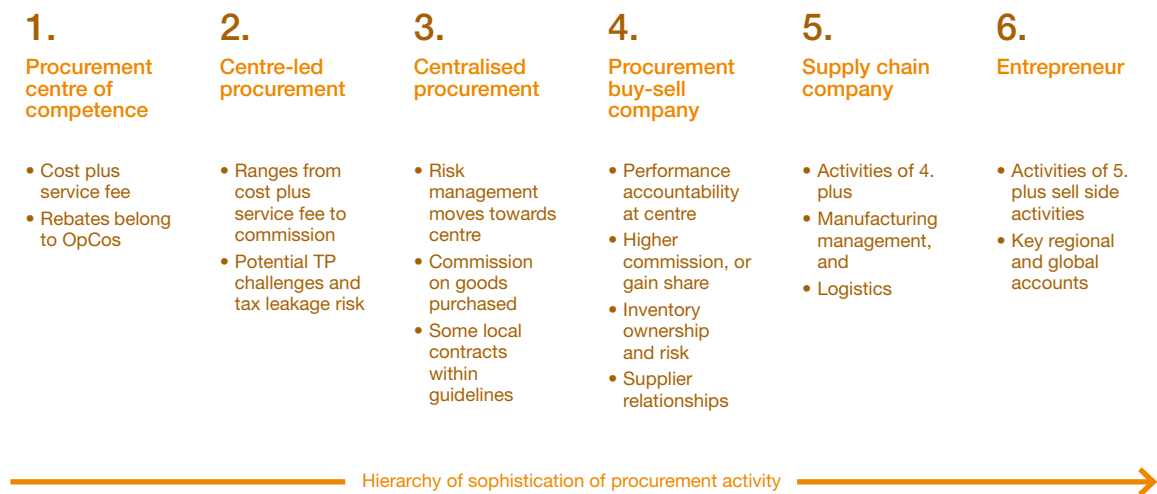 1.
Procurement
centre of
competence
• Cost plus
service fee
• Rebates belong
to OpCos
2.
Centre-led
procurement
• Ranges from
cost plus
service fee to
commission
• Potential TP
challenges and
tax leakage risk
3.
Centralised
procurement
• Risk
management
moves towards
centre
• Commission
on goods
purchased
• Some local
contracts
within
guidelines
4.
Procurement
buy-sell
company
• Performance
accountability
at centre
• Higher
commission, or
gain share
• Inventory
ownership
and risk
• Supplier
relationships
5.
Supply chain
company
• Activities of 4.
plus
• Manufacturing
management,
and
• Logistics
6.
Entrepreneur
• Activities of 5.
plus sell side
activities
• Key regional
and global
accounts
Hierarchy of sophistication of procurement activity